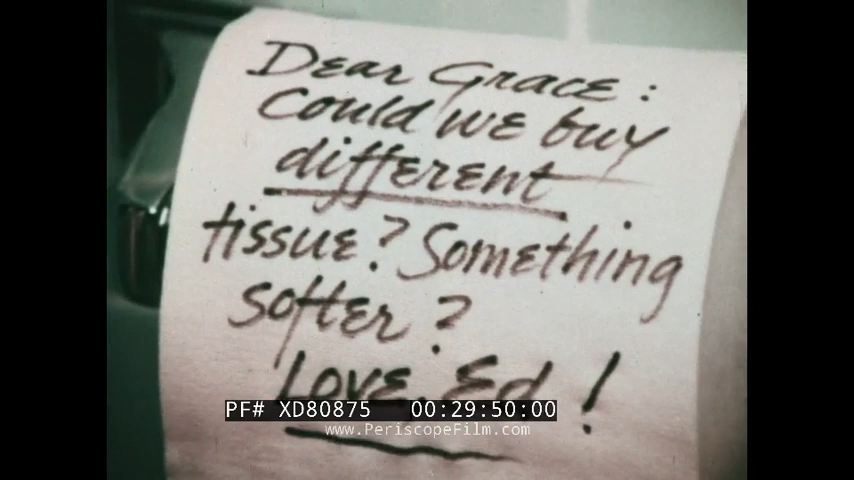 Dear Grace:
Could we buy
different
tissue? Something
softer?
Love, Ed!
PF# XD80875 00:29:50:00
www.PeriscopeFilm.com